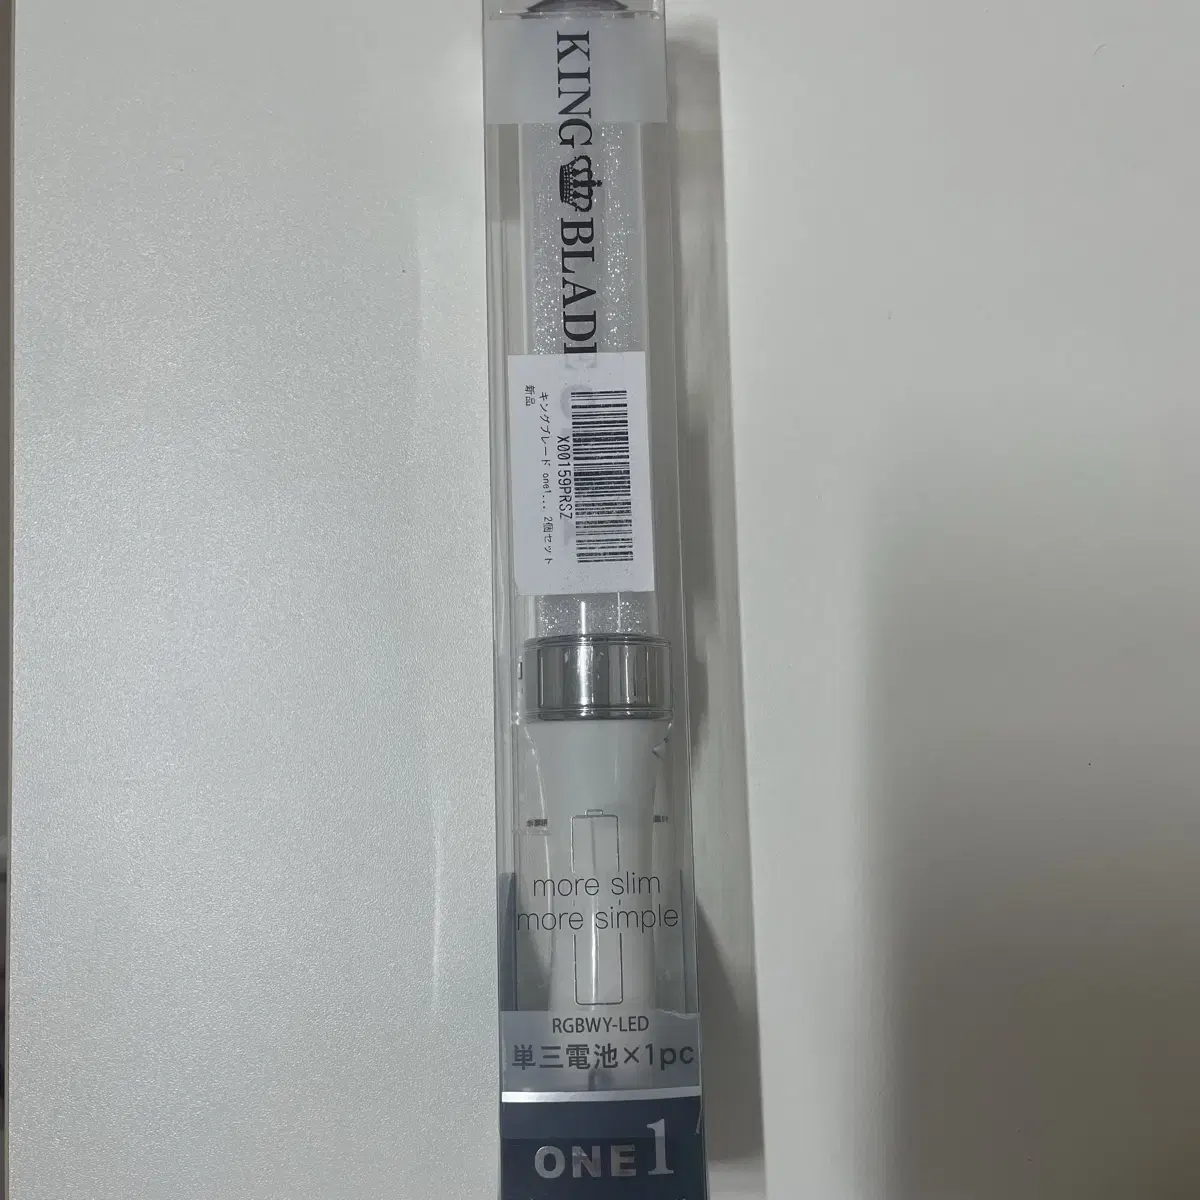 KING BLADE
X00159PRSZ
キングブレード one1... 2個セット
新品
more slim
more simple
RGBWY-LED
単三電池×1pc
ONE1